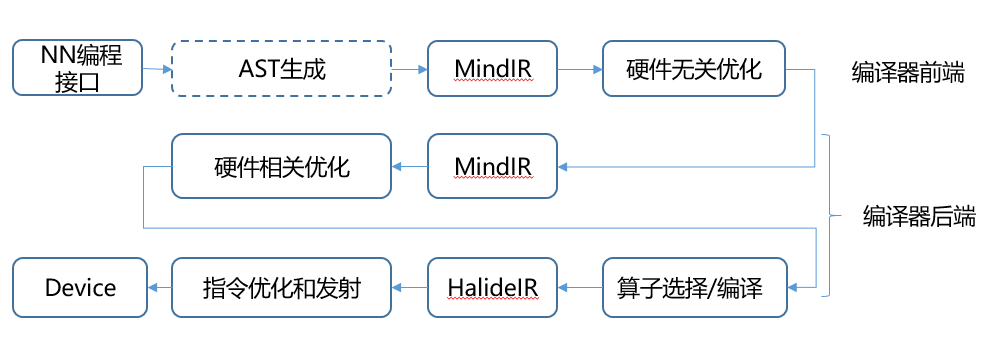 NN编程
接口
AST生成
MindIR
硬件无关优化
编译器前端
硬件相关优化
MindIR
编译器后端
Device
指令优化和发射
HalideIR
算子选择/编译